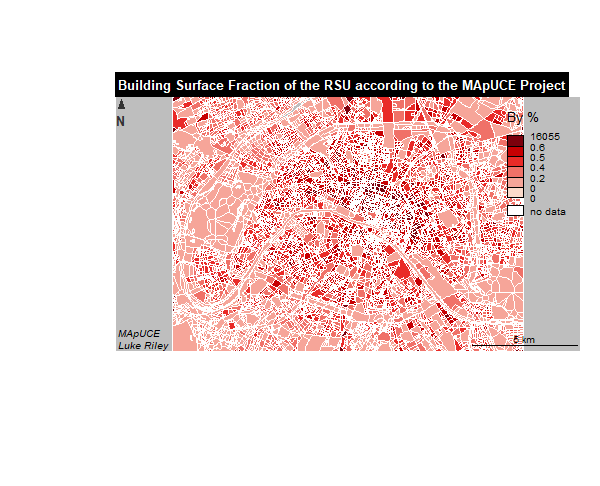 Building Surface Fraction of the RSU according to the MApUCE Project
N
By %
16055
0.6
0.5
0.4
0.2
0
0
no data
MApUCE
Luke Riley
5 km